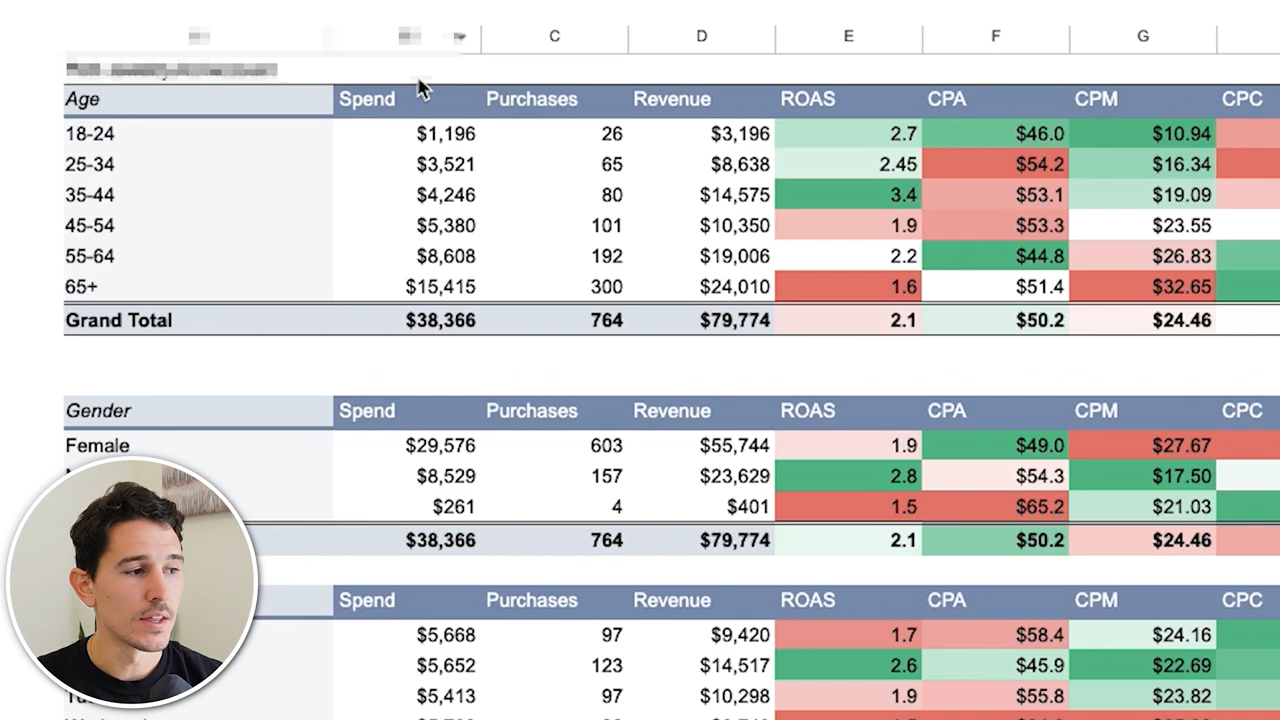 C D E F G
Age Spend Purchases Revenue ROAS CPA CPM CPC
18-24 $1,196 26 $3,196 2.7 $46.0 $10.94
25-34 $3,521 65 $8,638 2.45 $54.2 $16.34
35-44 $4,246 80 $14,575 3.4 $53.1 $19.09
45-54 $5,380 101 $10,350 1.9 $53.3 $23.55
55-64 $8,608 192 $19,006 2.2 $44.8 $26.83
65+ $15,415 300 $24,010 1.6 $51.4 $32.65
Grand Total $38,366 764 $79,774 2.1 $50.2 $24.46
Gender Spend Purchases Revenue ROAS CPA CPM CPC
Female $29,576 603 $55,744 1.9 $49.0 $27.67
$8,529 157 $23,629 2.8 $54.3 $17.50
$261 4 $401 1.5 $65.2 $21.03
$38,366 764 $79,774 2.1 $50.2 $24.46
Spend Purchases Revenue ROAS CPA CPM CPC
$5,668 97 $9,420 1.7 $58.4 $24.16
$5,652 123 $14,517 2.6 $45.9 $22.69
$5,413 97 $10,298 1.9 $55.8 $23.82